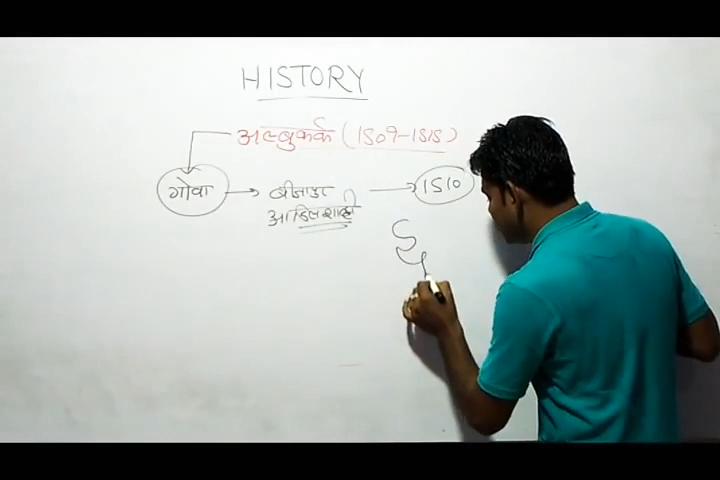 HISTORY
अल्बुकर्क (1509-1515)
गोवा → → 1510
आदिलशाही